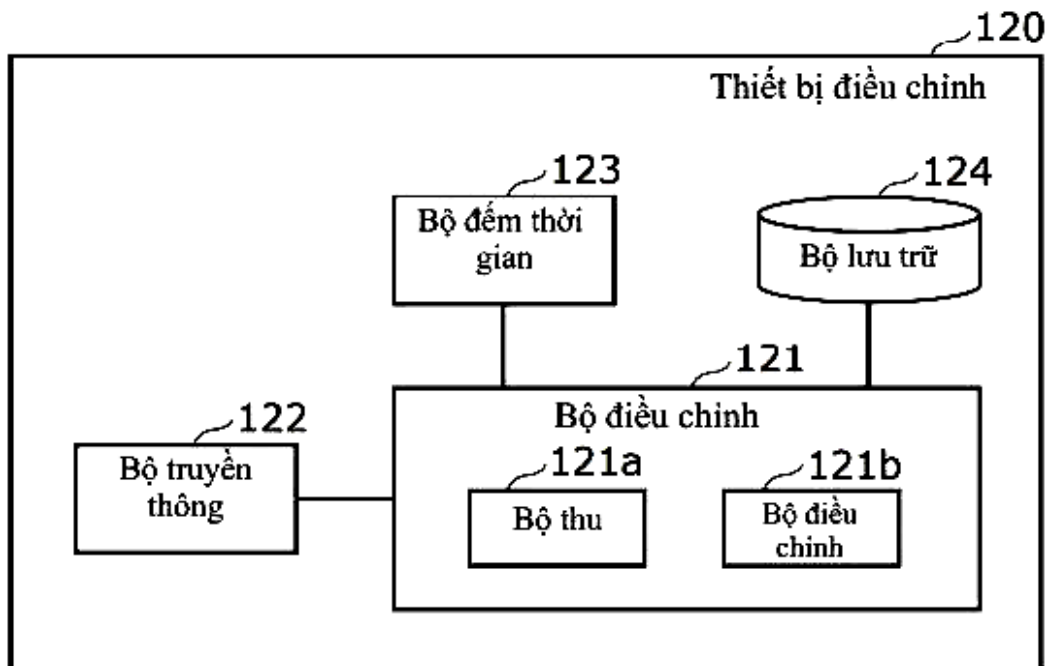 120
Thiết bị điều chỉnh
123
Bộ đếm thời
gian
124
Bộ lưu trữ
121
Bộ điều chỉnh
122
Bộ truyền
thông
121a
Bộ thu
121b
Bộ điều
chỉnh